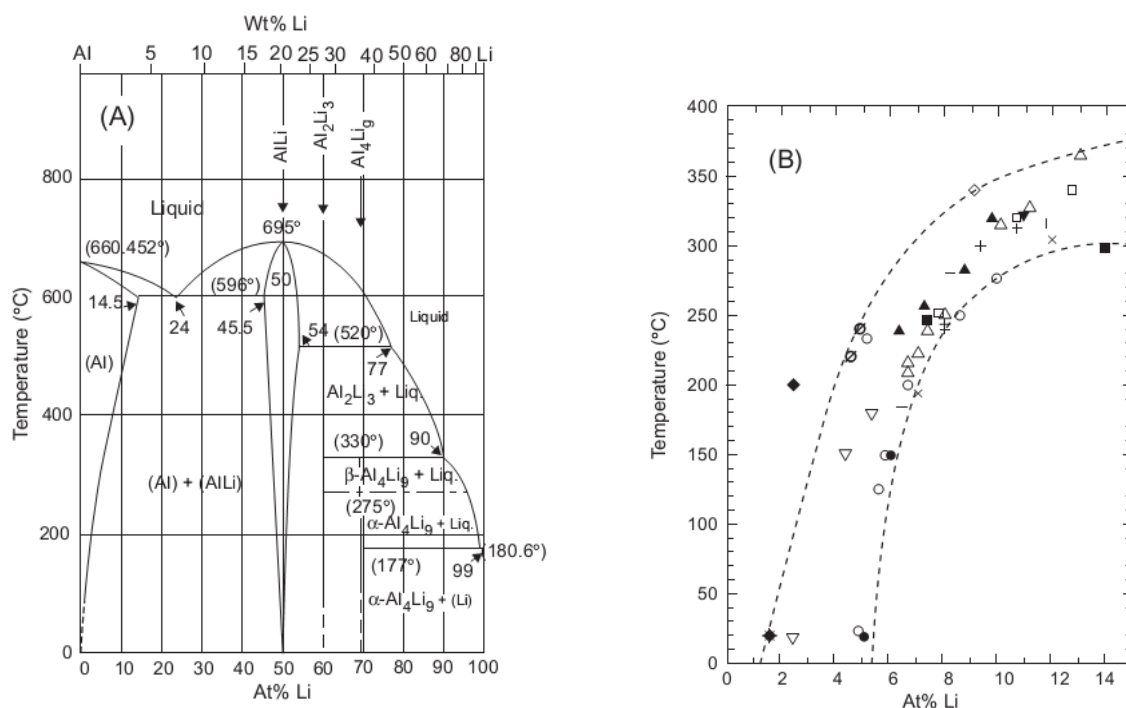 Wt% Li
Al 5 10 15 20 25 30 40 50 60 70 80 Li
(A)
AlLi
Al2Li3
Al4Lig
800
Liquid
695°
(660.452°)
(596°)
50
600
14.5
24
45.5
54
(520°)
Liquid
77
(Al)
Al2Li3 + Liq.
400
(330°)
90
(Al) + (AlLi)
β-Al4Li9 + Liq.
(275°)
α-Al4Li9 + Liq.
200
(180.6°)
(177°)
99
α-Al4Li9 + (Li)
0
0 10 20 30 40 50 60 70 80 90 100
At% Li
Temperature (°C)
(B)
400
350
300
250
200
150
100
50
0
0 2 4 6 8 10 12 14
At% Li
Temperature (°C)